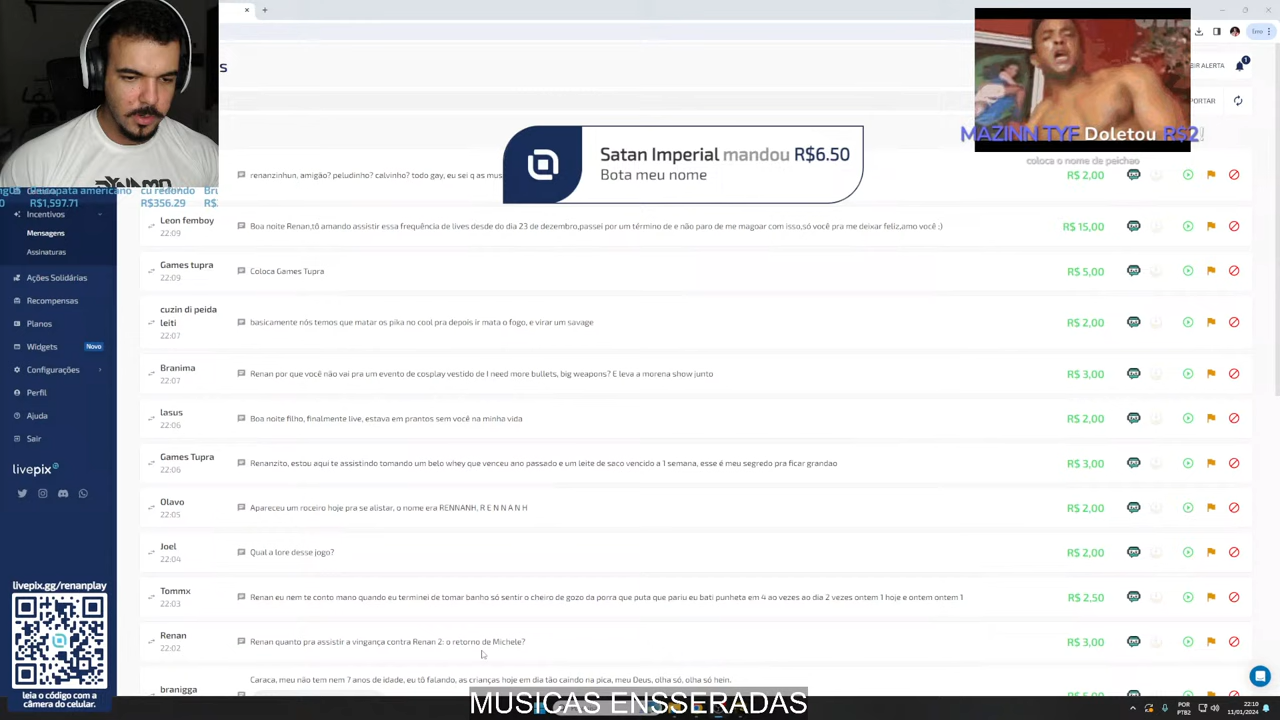 S
BIR ALERTA
1
PORTAR
MAZINN TYF Doletou R$2!
coloca o nome de peichao
Satan Imperial mandou R$6.50
Bota meu nome
renanzinhun, amigão? peludinho? calvinho? todo gay, eu sei q as mus
R$ 2,00
carrapata americano
R$1,597.71
cu redondo
R$356.29
Incentivos
Mensagens
Assinaturas
Ações Solidárias
Recompensas
Planos
Widgets
Novo
Configurações
Perfil
Ajuda
Sair
livepix
livepix.gg/renanplay
leia o código com a
câmera do celular.
Leon femboy
22:09
Boa noite Renan,tô amando assistir essa frequência de lives desde do dia 23 de dezembro,passei por um término de e não paro de me magoar com isso,só você pra me deixar feliz,amo você ;)
R$ 15,00
Games tupra
22:09
Coloca Games Tupra
R$ 5,00
cuzin di peida
leiti
22:07
basicamente nós temos que matar os pika no cool pra depois ir mata o fogo, e virar um savage
R$ 2,00
Branima
22:07
Renan por que você não vai pra um evento de cosplay vestido de I need more bullets, big weapons? E leva a morena show junto
R$ 3,00
lasus
22:06
Boa noite filho, finalmente live, estava em prantos sem você na minha vida
R$ 2,00
Games Tupra
22:06
Renanzito, estou aqui te assistindo tomando um belo whey que venceu ano passado e um leite de saco vencido a 1 semana, esse é meu segredo pra ficar grandao
R$ 3,00
Olavo
22:05
Apareceu um roceiro hoje pra se alistar, o nome era RENNANH, R E N N A N H
R$ 2,00
Joel
22:04
Qual a lore desse jogo?
R$ 2,00
Tommx
22:03
Renan eu nem te conto mano quando eu terminei de tomar banho só sentir o cheiro de gozo da porra que puta que pariu eu bati punheta em 4 ao vezes ao dia 2 vezes ontem 1 hoje e ontem ontem 1
R$ 2,50
Renan
22:02
Renan quanto pra assistir a vingança contra Renan 2: o retorno de Michele?
R$ 3,00
branigga
Caraca, meu não tem nem 7 anos de idade, eu tô falando, as crianças hoje em dia tão caindo na pica, meu Deus, olha só, olha só hein.
MUSICAS ENSSERADAS
POR
PTB2
22:10
11/01/2024